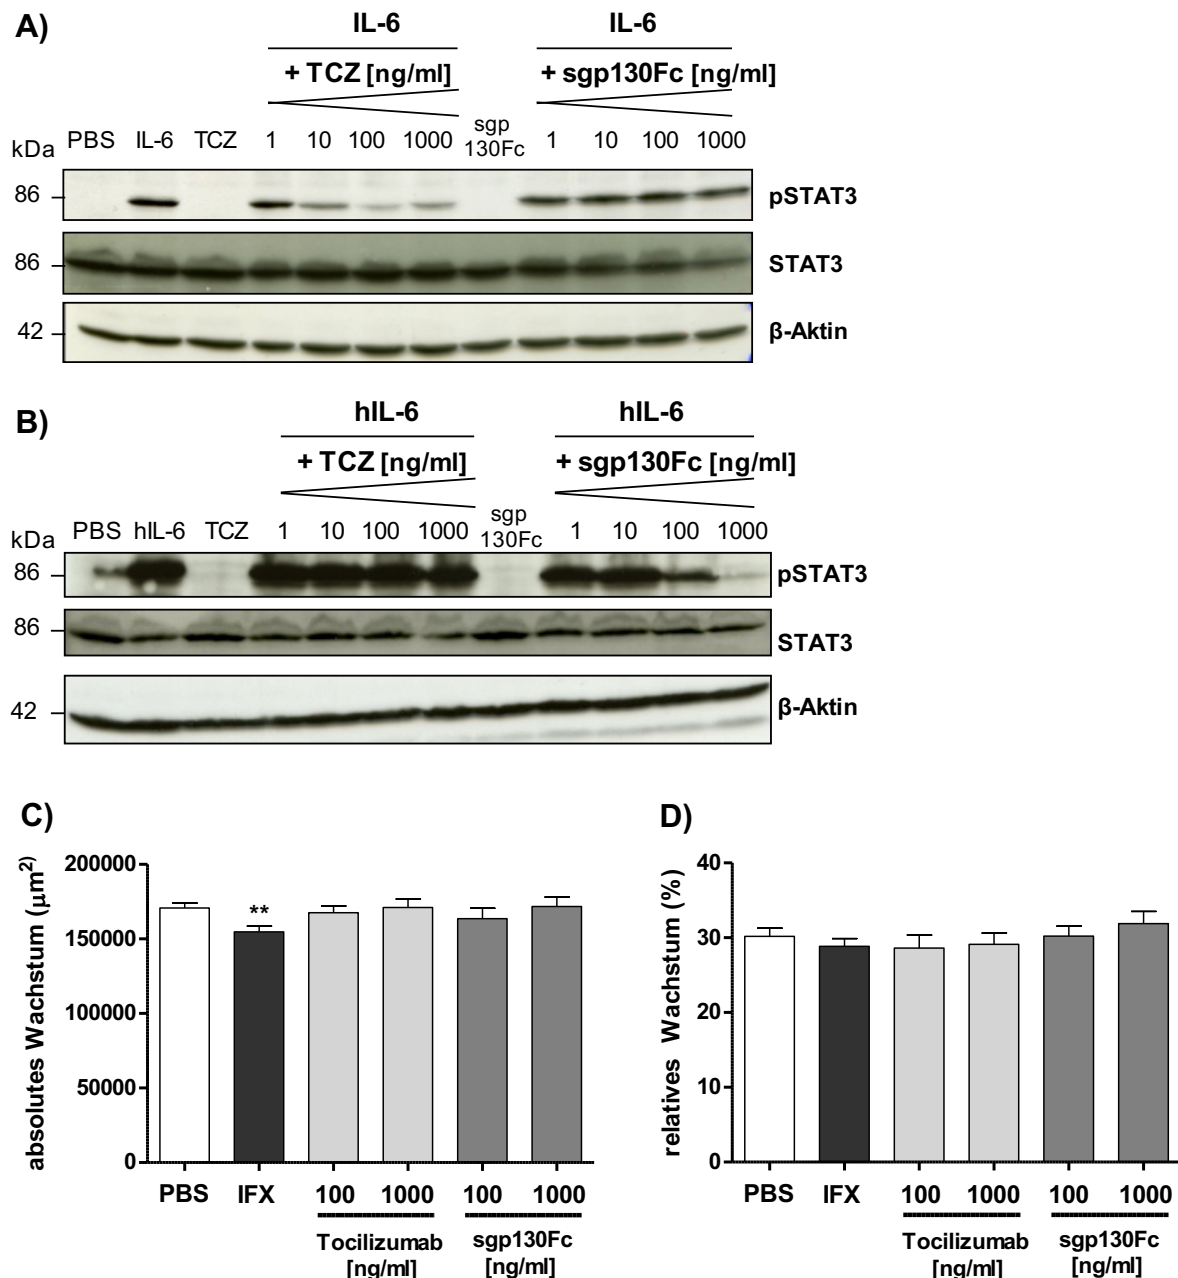 A)
IL-6
IL-6
+ TCZ [ng/ml]
+ sgp130Fc [ng/ml]
kDa PBS IL-6 TCZ 1 10 100 1000 sgp 130Fc 1 10 100 1000
86 pSTAT3
86 STAT3
42 β-Aktin
B)
hIL-6
hIL-6
+ TCZ [ng/ml]
+ sgp130Fc [ng/ml]
kDa PBS hIL-6 TCZ 1 10 100 1000 sgp 130Fc 1 10 100 1000
86 pSTAT3
86 STAT3
42 β-Aktin
C)
absolutes Wachstum (μm²)
200000
150000
100000
50000
0
**
PBS IFX 100 1000 100 1000
Tocilizumab sgp130Fc
[ng/ml] [ng/ml]
D)
relatives Wachstum (%)
40
30
20
10
0
PBS IFX 100 1000 100 1000
Tocilizumab sgp130Fc
[ng/ml] [ng/ml]